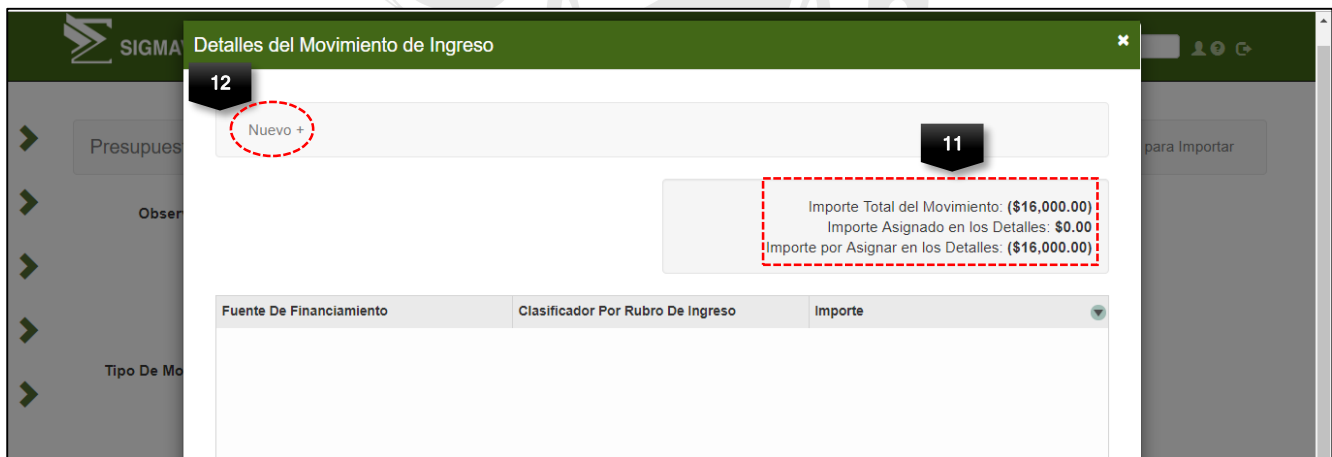 SIGMA
Detalles del Movimiento de Ingreso
12
Nuevo +
11
Presupues
para Importar
Importe Total del Movimiento: ($16,000.00)
Obser
Importe Asignado en los Detalles: $0.00
Importe por Asignar en los Detalles: ($16,000.00)
Fuente De Financiamiento Clasificador Por Rubro De Ingreso Importe
Tipo De Mo